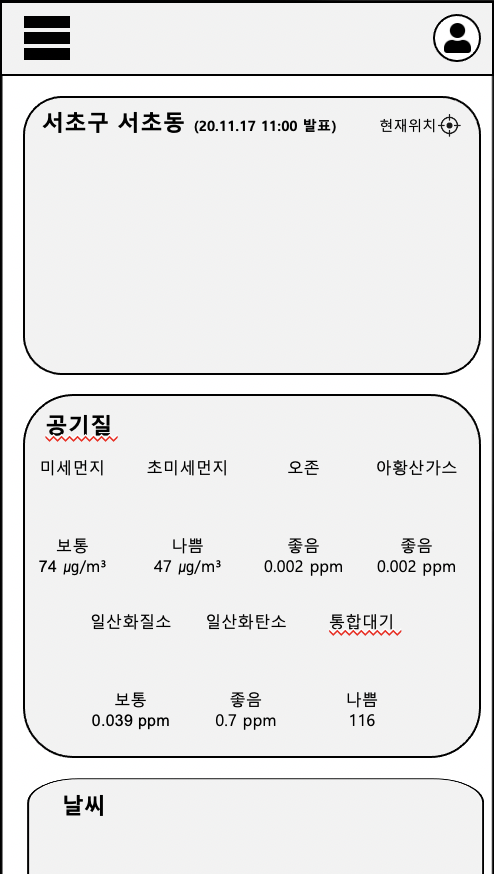 서초구 서초동 (20.11.17 11:00 발표) 현재위치
공기질
미세먼지 초미세먼지 오존 아황산가스
보통 나쁨 좋음 좋음
74 μg/m³ 47 μg/m³ 0.002 ppm 0.002 ppm
일산화질소 일산화탄소 통합대기
보통 좋음 나쁨
0.039 ppm 0.7 ppm 116
날씨